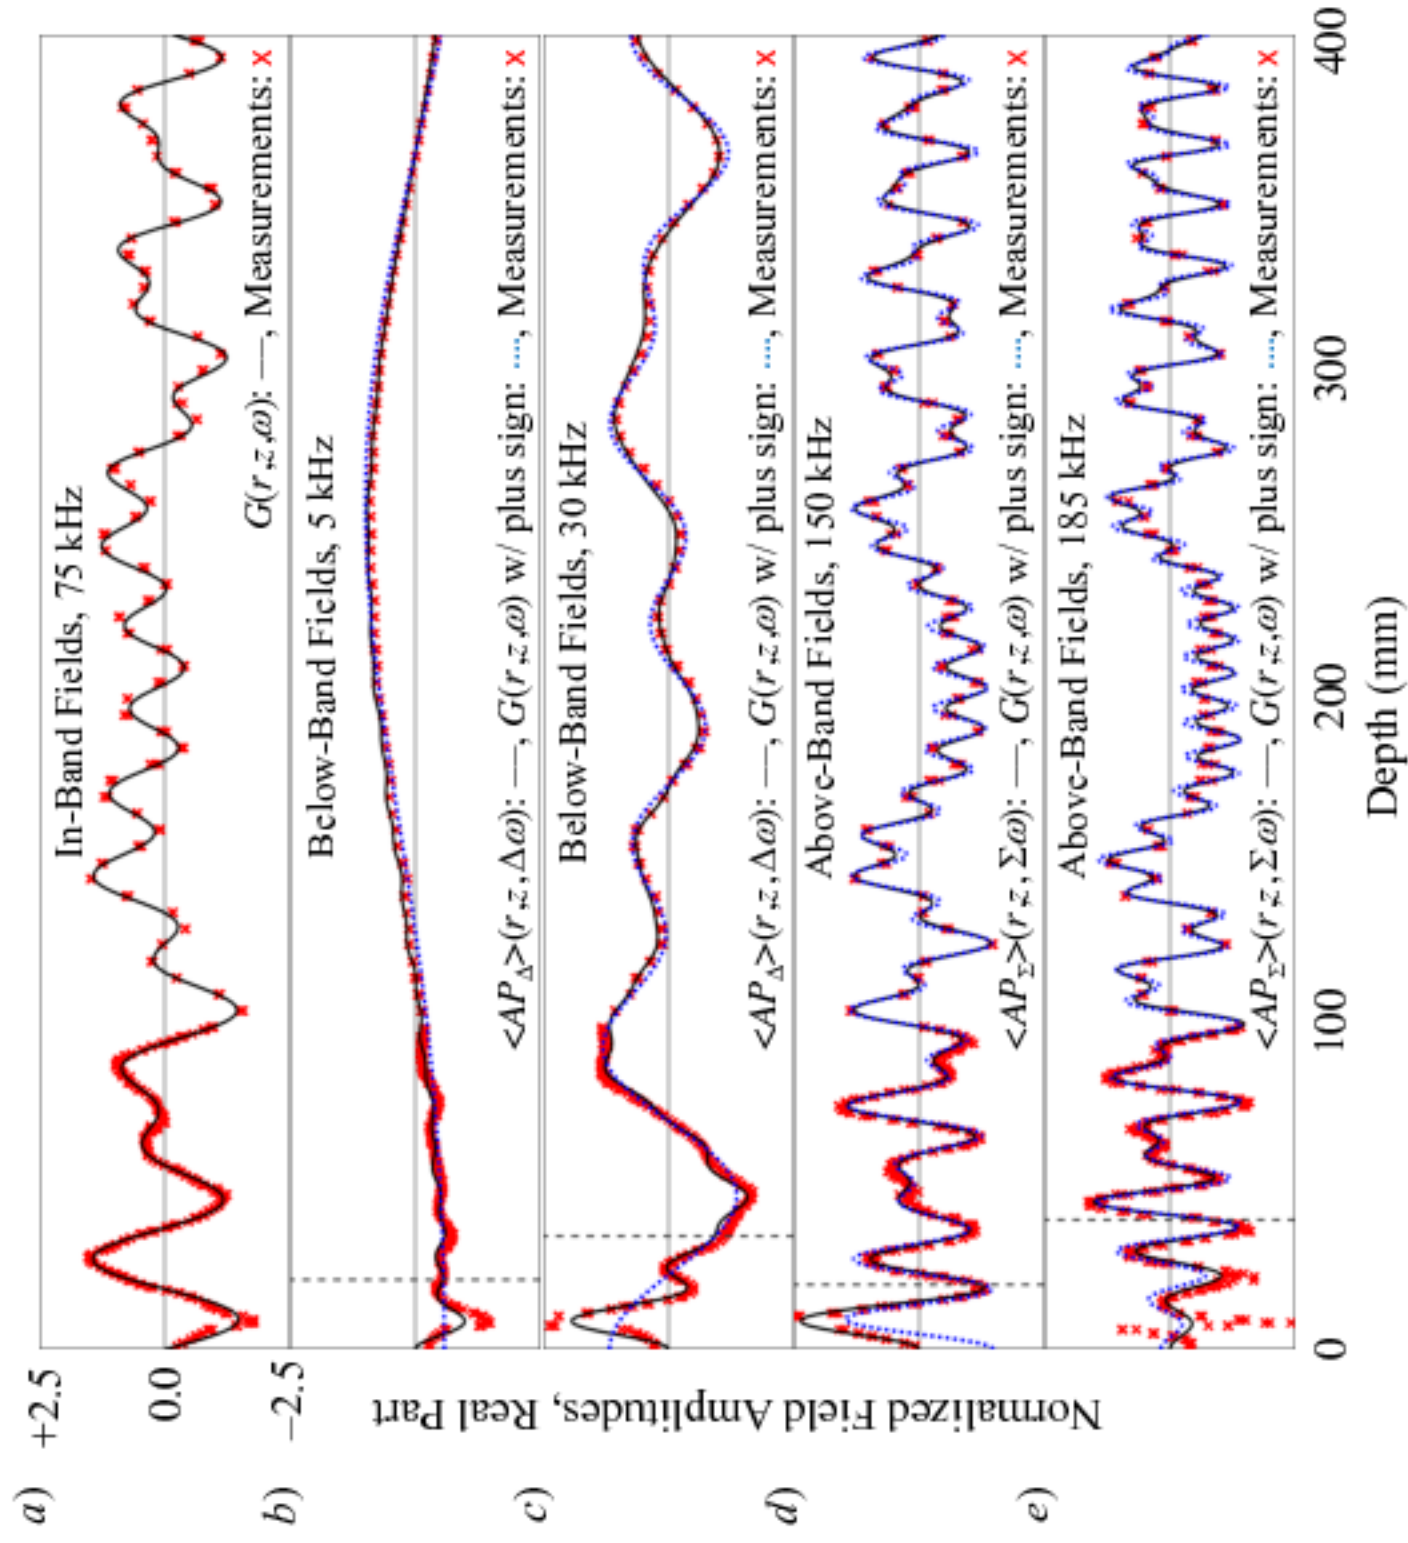 a)
+2.5
0.0
−2.5
In-Band Fields, 75 kHz
G(r,z,ω): —, Measurements: x
b)
Below-Band Fields, 5 kHz
<AP_Δ>(r,z,Δω): —, G(r,z,ω) w/ plus sign: ...., Measurements: x
c)
Below-Band Fields, 30 kHz
<AP_Δ>(r,z,Δω): —, G(r,z,ω) w/ plus sign: ...., Measurements: x
d)
Above-Band Fields, 150 kHz
<AP_Σ>(r,z,Σω): —, G(r,z,ω) w/ plus sign: ...., Measurements: x
e)
Above-Band Fields, 185 kHz
<AP_Σ>(r,z,Σω): —, G(r,z,ω) w/ plus sign: ...., Measurements: x
Normalized Field Amplitudes, Real Part
0 100 200 300 400
Depth (mm)